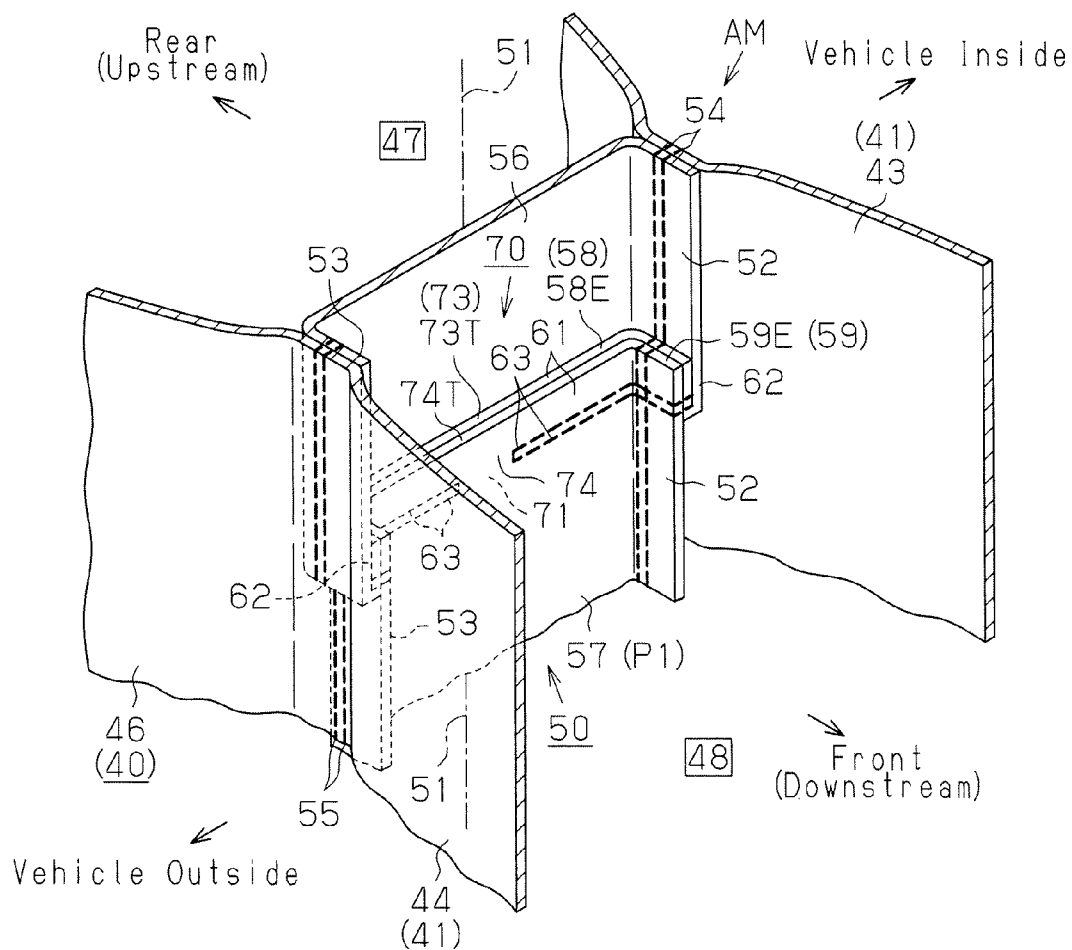 Rear
(Upstream)
51
AM
Vehicle Inside
47
54
(41)
43
56
53
70
(58)
58E
52
(73)
73T
61
63
59E (59)
62
74T
74
52
71
63
62
53
57 (P1)
46
(40)
50
48
Front
(Downstream)
55
51
Vehicle Outside
44
(41)